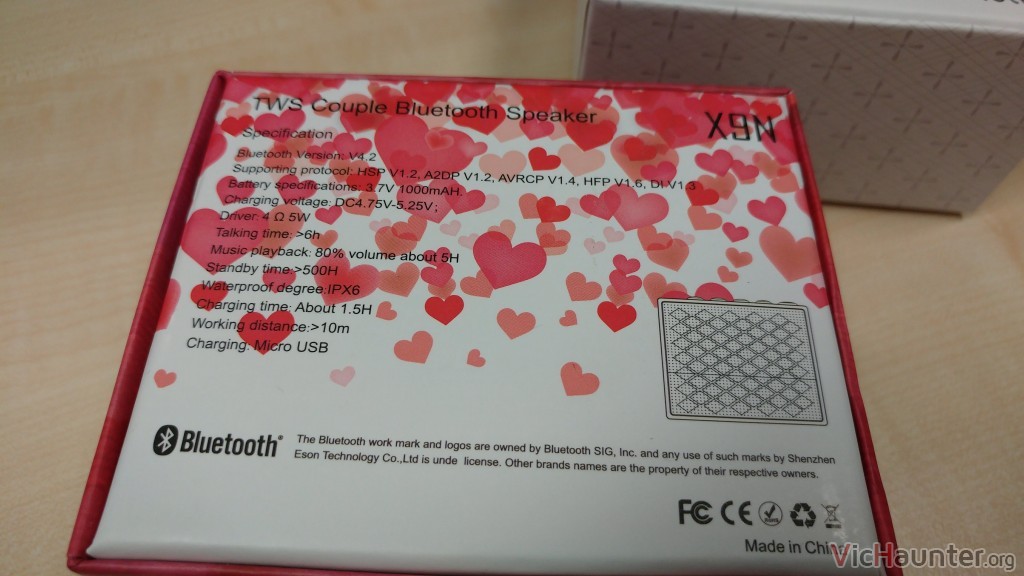 TWS Couple Bluetooth Speaker
X9N
Specification
Bluetooth Version: V4.2
Supporting protocol: HSP V1.2, A2DP V1.2, AVRCP V1.4, HFP V1.6, DI V1.3
Battery specifications: 3.7V 1000mAH.
Charging voltage: DC4.75V-5.25V;
Driver: 4 Ω 5W
Talking time: >6h
Music playback: 80% volume about 5H
Standby time:>500H
Waterproof degree:IPX6
Charging time: About 1.5H
Working distance:>10m
Charging: Micro USB
Bluetooth®
The Bluetooth work mark and logos are owned by Bluetooth SIG, Inc. and any use of such marks by Shenzhen
Eson Technology Co.,Ltd is unde license. Other brands names are the property of their respective owners.
FC CE
Made in Chi
VicHaunter.org